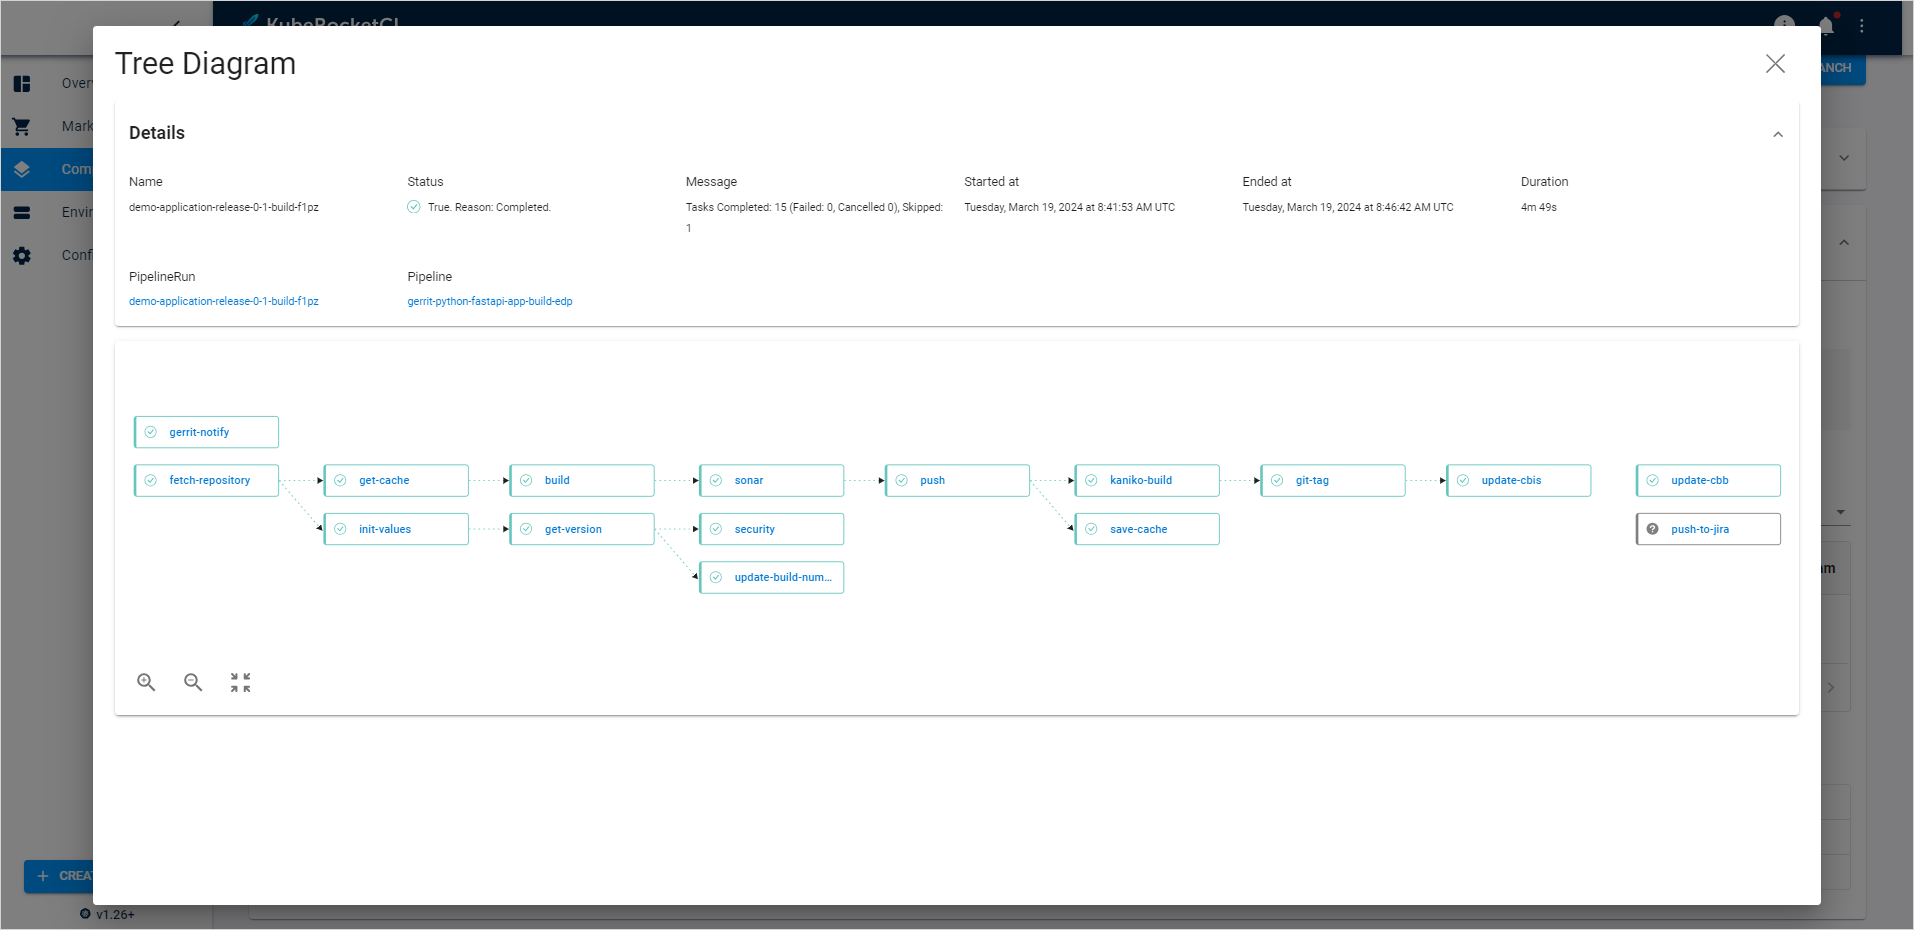 KubeRocketCI
Tree Diagram
ANCH
Over
Mark
Com
Envir
Conf
Details
Name
Status
Message
Started at
Ended at
Duration
demo-application-release-0-1-build-f1pz
True. Reason: Completed.
Tasks Completed: 15 (Failed: 0, Cancelled 0), Skipped:
1
Tuesday, March 19, 2024 at 8:41:53 AM UTC
Tuesday, March 19, 2024 at 8:46:42 AM UTC
4m 49s
PipelineRun
Pipeline
demo-application-release-0-1-build-f1pz
gerrit-python-fastapi-app-build-edp
gerrit-notify
fetch-repository
get-cache
build
sonar
push
kaniko-build
git-tag
update-cbis
update-cbb
init-values
get-version
security
save-cache
push-to-jira
update-build-num...
am
CREA
v1.26+